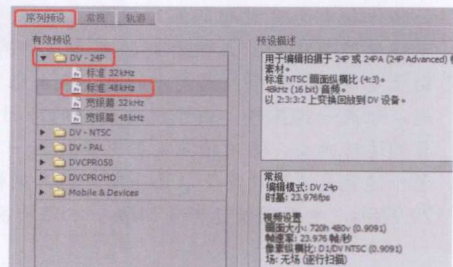 序列预设 常规 轨道
有效预设
DV - 24P
标准 32kHz
标准 48kHz
宽银幕 32kHz
宽银幕 48kHz
DV - NTSC
DV - PAL
DVCPRO50
DVCPROHD
Mobile & Devices
预设描述
用于编辑拍摄于 24P 或 24PA (24P Advanced)
素材。
标准 NTSC 画面纵横比 (4:3)。
48kHz (16 bit) 音频。
以 2:3:3:2 上变换回放到 DV 设备。
常规
编辑模式: DV 24p
时基: 23.976fps
视频设置
画面大小: 720h 480v (0.9091)
帧速率: 23.976 帧/秒
像素纵横比: D1/DV NTSC (0.9091)
场: 无场 (逐行扫描)